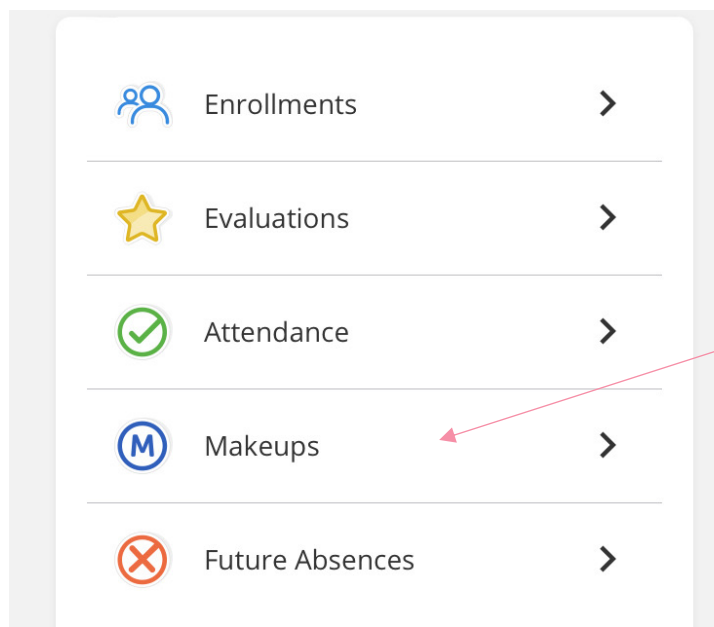 Enrollments
Evaluations
Attendance
M Makeups
Future Absences